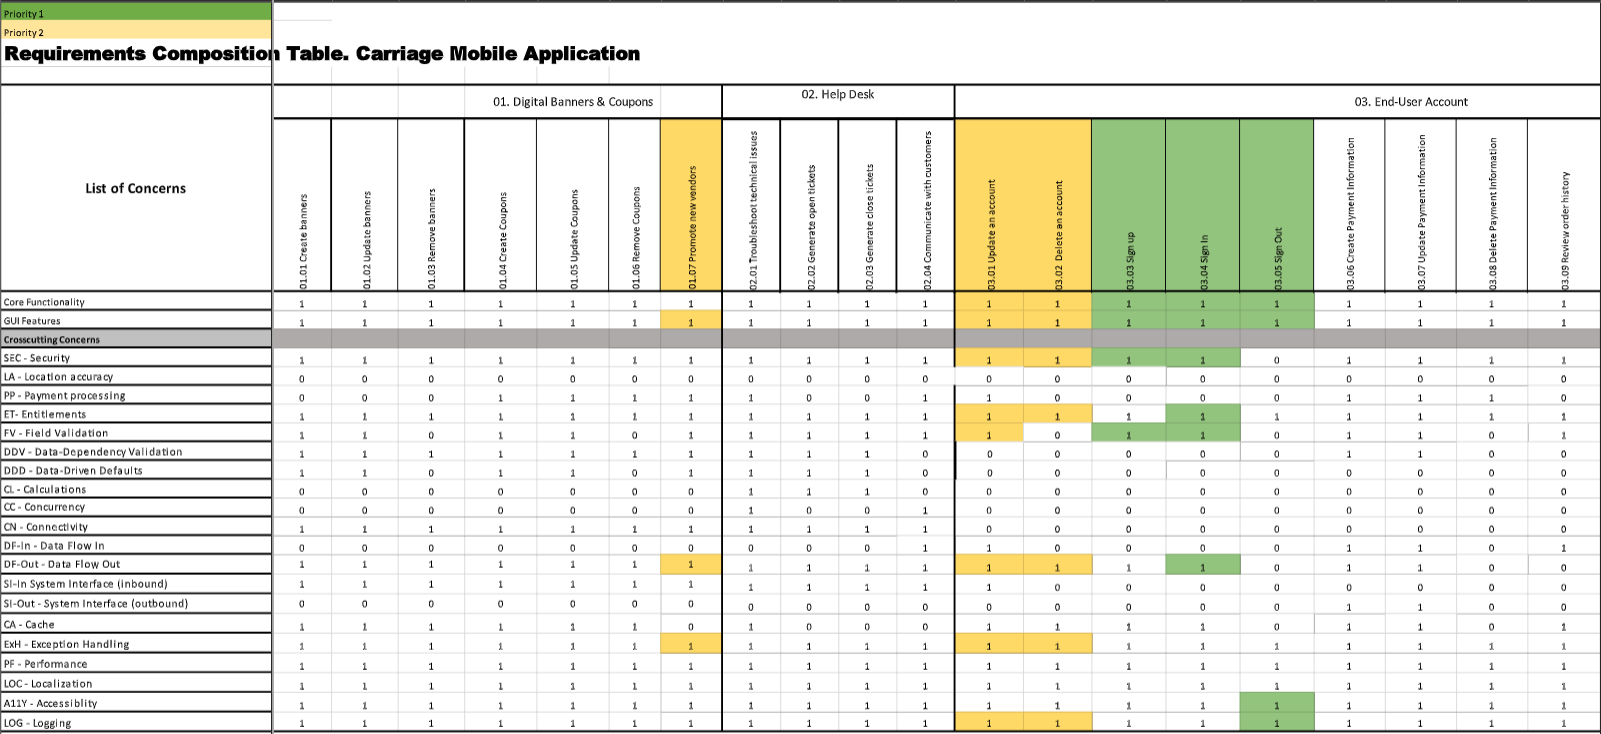 Priority 1
Priority 2
Requirements Composition Table. Carriage Mobile Application
List of Concerns
01. Digital Banners & Coupons
02. Help Desk
03. End-User Account
01.01 Create banners
01.02 Update banners
01.03 Remove banners
01.04 Create Coupons
01.05 Update Coupons
01.06 Remove Coupons
01.07 Promote new vendors
02.01 Troubleshoot technical issues
02.02 Generate open tickets
02.03 Generate close tickets
02.04 Communicate with customers
03.01 Update an account
03.02 Delete an account
03.03 Sign up
03.04 Sign In
03.05 Sign Out
03.06 Create Payment Information
03.07 Update Payment Information
03.08 Delete Payment Information
03.09 Review order history
Core Functionality 1 1 1 1 1 1 1 1 1 1 1 1 1 1 1 1 1 1 1 1
GUI Features 1 1 1 1 1 1 1 1 1 1 1 1 1 1 1 1 1 1 1 1
Crosscutting Concerns
SEC - Security 1 1 1 1 1 1 1 1 1 1 1 1 1 1 1 0 1 1 1 1
LA - Location accuracy 0 0 0 0 0 0 0 0 0 0 0 0 0 0 0 0 0 0 0 0
PP - Payment processing 0 0 0 1 1 1 1 1 0 0 1 1 0 0 0 0 1 1 1 0
ET- Entitlements 1 1 1 1 1 1 1 1 1 1 1 1 1 1 1 1 1 1 1 1
FV - Field Validation 1 1 0 1 1 0 1 1 1 1 1 1 0 1 1 0 1 1 0 1
DDV - Data-Dependency Validation 1 1 1 1 1 1 1 1 1 1 0 0 0 0 0 0 1 1 0 0
DDD - Data-Driven Defaults 1 1 0 1 1 0 1 1 1 1 0 0 0 0 0 0 0 0 0 0
CL - Calculations 0 0 0 0 0 0 0 1 1 1 0 0 0 0 0 0 0 0 0 0
CC - Concurrency 0 0 0 0 0 0 0 1 0 0 1 0 0 0 0 0 0 0 0 0
CN - Connectivity 1 1 1 1 1 1 1 1 1 1 1 0 0 0 0 0 0 0 0 0
DF-In - Data Flow In 0 0 0 0 0 0 0 0 0 0 1 1 0 0 0 0 1 1 0 1
DF-Out - Data Flow Out 1 1 1 1 1 1 1 1 1 1 1 1 1 1 1 0 1 1 0 0
SI-In System Interface (inbound) 1 1 1 1 1 1 1 1 1 1 1 1 0 0 0 0 0 0 0 0
SI-Out - System Interface (outbound) 0 0 0 0 0 0 0 0 0 0 0 0 0 0 0 0 1 1 0 0
CA - Cache 1 1 1 1 1 1 0 1 0 0 0 1 1 1 1 0 1 1 0 1
ExH - Exception Handling 1 1 1 1 1 1 1 1 1 1 1 1 1 1 1 1 1 1 1 1
PF - Performance 1 1 1 1 1 1 1 1 1 1 1 1 1 1 1 1 1 1 1 1
LOC - Localization 1 1 1 1 1 1 1 1 1 1 1 1 1 1 1 1 1 1 1 1
A11Y - Accessiblity 1 1 1 1 1 1 1 1 1 1 1 1 1 1 1 1 1 1 1 1
LOG - Logging 1 1 1 1 1 1 1 1 1 1 1 1 1 1 1 1 1 1 1 1